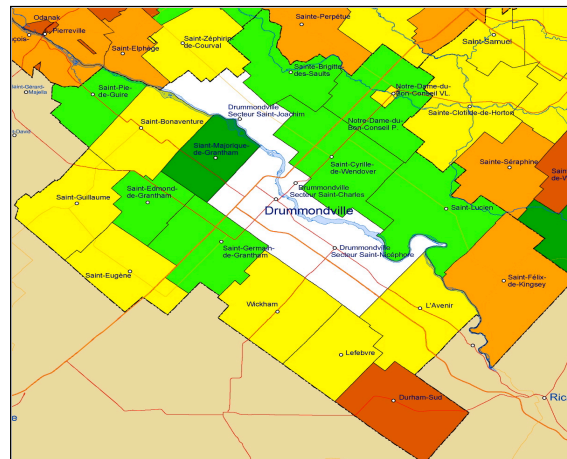 Odanak
Pierreville
Saint-Elphège
Saint-Zéphirin-
de-Courval
Sainte-Perpétue
Saint-Samuel
Sainte-Brigitte
des-Saults
Notre-Dame-du-
Bon-Conseil VL.
Saint-Gérard-
Majella
Saint-Pie-
de-Guire
Drummondville
Secteur Saint-Joachim
Sainte-Clotilde-de-Horton
Notre-Dame-du-
Bon-Conseil P.
Saint-Bonaventure
Siant-Majorique-
de-Grantham
Saint-Cyrille-
de-Wendover
Sainte-Séraphine
Saint-Edmond-
de-Grantham
Drummondville
Secteur Saint-Charles
Saint-Guillaume
Drummondville
Saint-Lucien
Saint-Germain-
de-Grantham
Drummondville
Secteur Saint-Nicéphore
Saint-Eugène
Saint-Félix-
de-Kingsey
Wickham
L'Avenir
Lefebvre
Durham-Sud
Ric